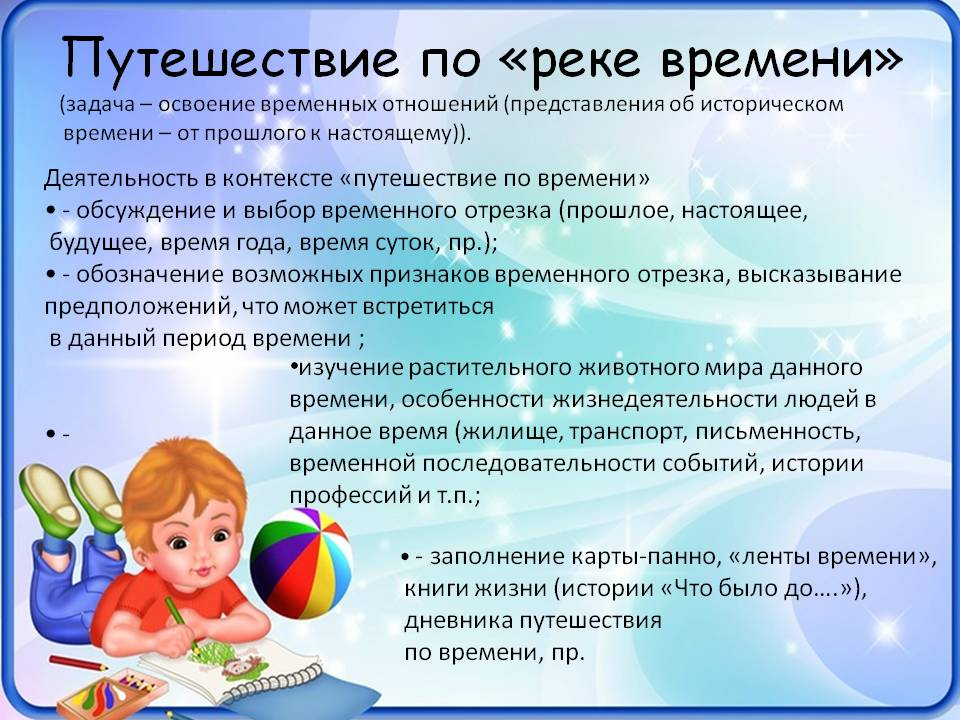 Путешествие по «реке времени»
(задача – освоение временных отношений (представления об историческом
времени – от прошлого к настоящему)).
Деятельность в контексте «путешествие по времени»
• - обсуждение и выбор временного отрезка (прошлое, настоящее,
будущее, время года, время суток, пр.);
• - обозначение возможных признаков временного отрезка, высказывание
предположений, что может встретиться
в данный период времени ;
•изучение растительного животного мира данного
времени, особенности жизнедеятельности людей в
данное время (жилище, транспорт, письменность,
временной последовательности событий, истории
профессий и т.п.;
• -
• - заполнение карты-панно, «ленты времени»,
книги жизни (истории «Что было до….»),
дневника путешествия
по времени, пр.